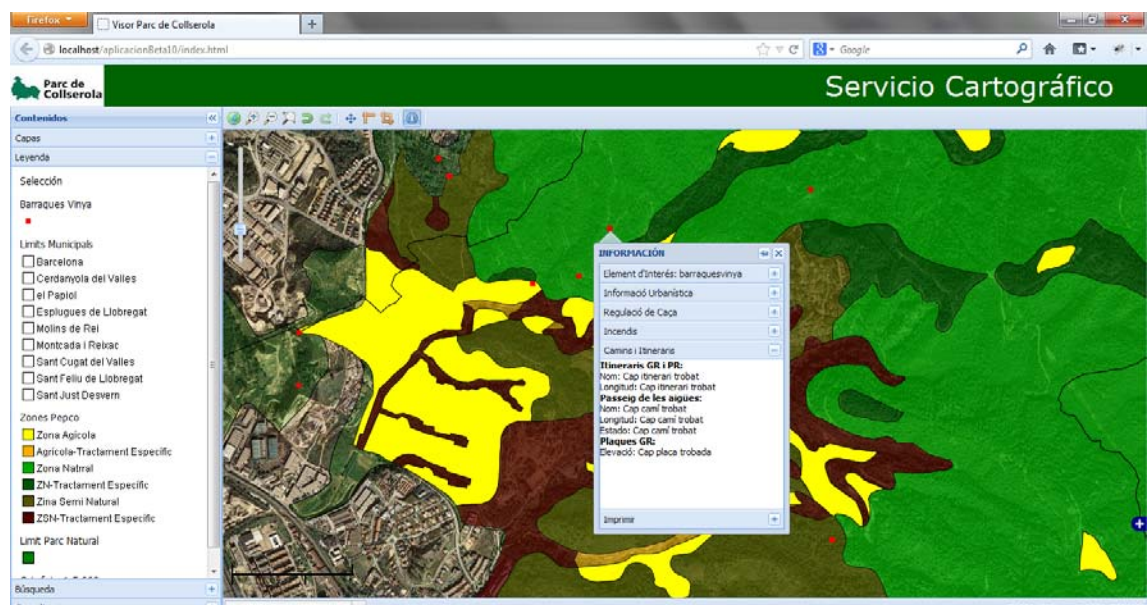 Firefox
Visor Parc de Collserola
localhost/aplicacionBeta10/index.html
Google
Parc de
Collserola
Servicio Cartográfico
Contenidos
Capas
Leyenda
Selección
Barraques Vinya
Limits Municipals
Barcelona
Cerdanyola del Valles
el Papiol
Esplugues de Llobregat
Molins de Rei
Montcada i Reixac
Sant Cugat del Valles
Sant Feliu de Llobregat
Sant Just Desvern
Zones Pepco
Zona Agicola
Agricola-Tractament Especific
Zona Natrral
ZN-Tractament Especific
Zina Semi Natural
ZSN-Tractament Especific
Limt Parc Natural
Búsqueda
INFORMACIÓN
Element d'Interés: barraquesvinya
Informació Urbanística
Regulació de Caça
Incendis
Camins i Itineraris
Itineraris GR i PR:
Nom: Cap itinerari trobat
Longitud: Cap itinerari trobat
Passeig de les aigües:
Nom: Cap camí trobat
Longitud: Cap camí trobat
Estado: Cap camí trobat
Plaques GR:
Elevació: Cap placa trobada
Imprimir